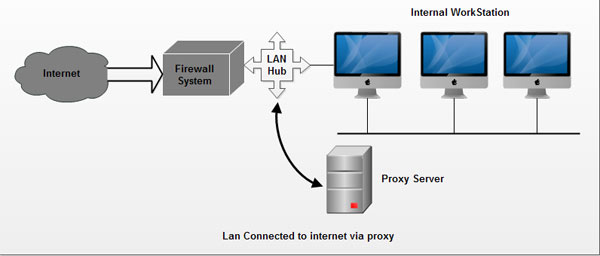 Internal WorkStation
Internet
Firewall
System
LAN
Hub
Proxy Server
Lan Connected to internet via proxy